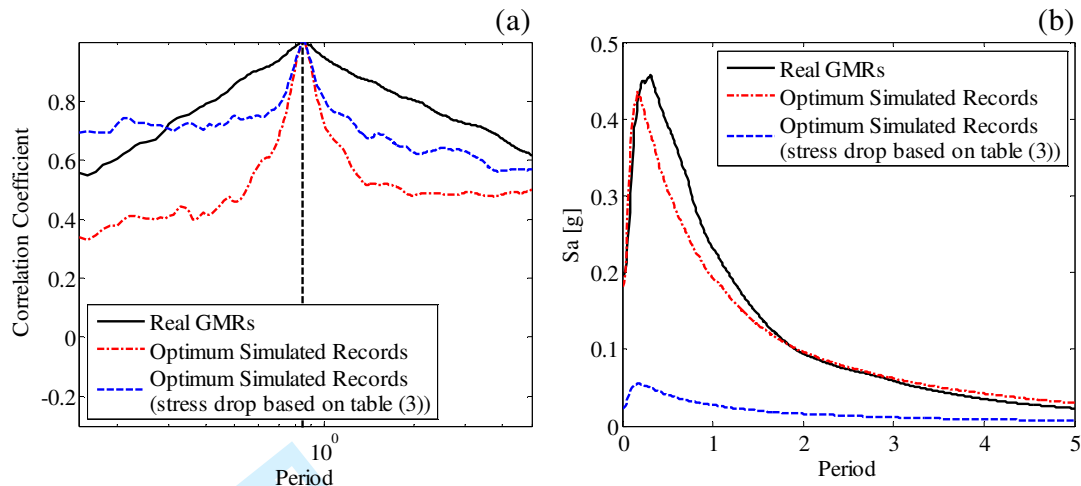 (a)
Correlation Coefficient
0.8
0.6
0.4
0.2
0
-0.2
Real GMRs
Optimum Simulated Records
Optimum Simulated Records
(stress drop based on table (3))
10^0
Period
(b)
Sa [g]
0.5
0.4
0.3
0.2
0.1
0
Real GMRs
Optimum Simulated Records
Optimum Simulated Records
(stress drop based on table (3))
0 1 2 3 4 5
Period